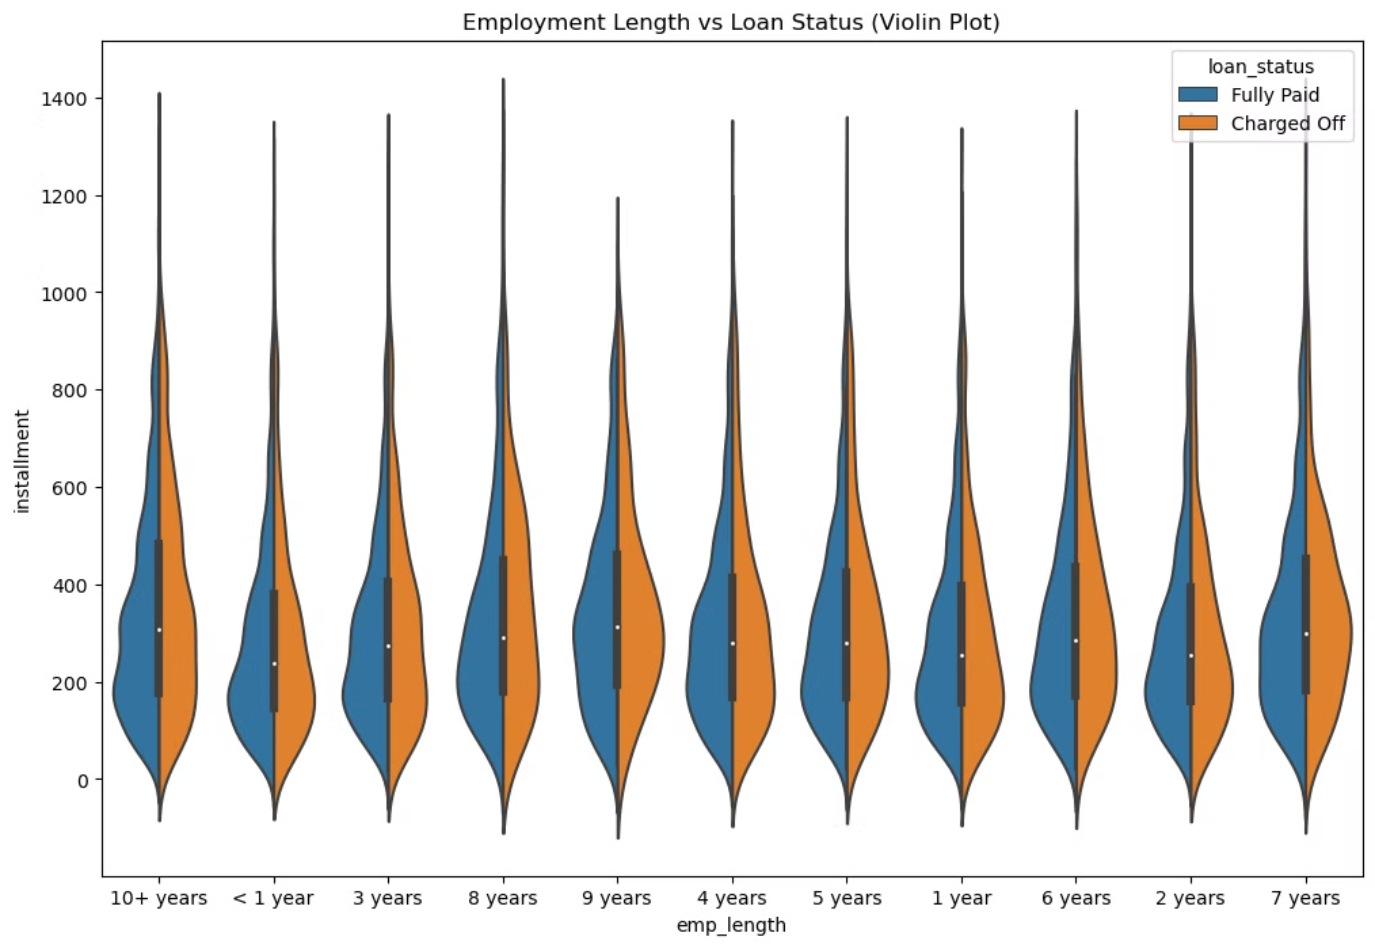 Employment Length vs Loan Status (Violin Plot)
loan_status
Fully Paid
Charged Off
1400
1200
1000
800
600
400
200
0
installment
10+ years < 1 year 3 years 8 years 9 years 4 years 5 years 1 year 6 years 2 years 7 years
emp_length